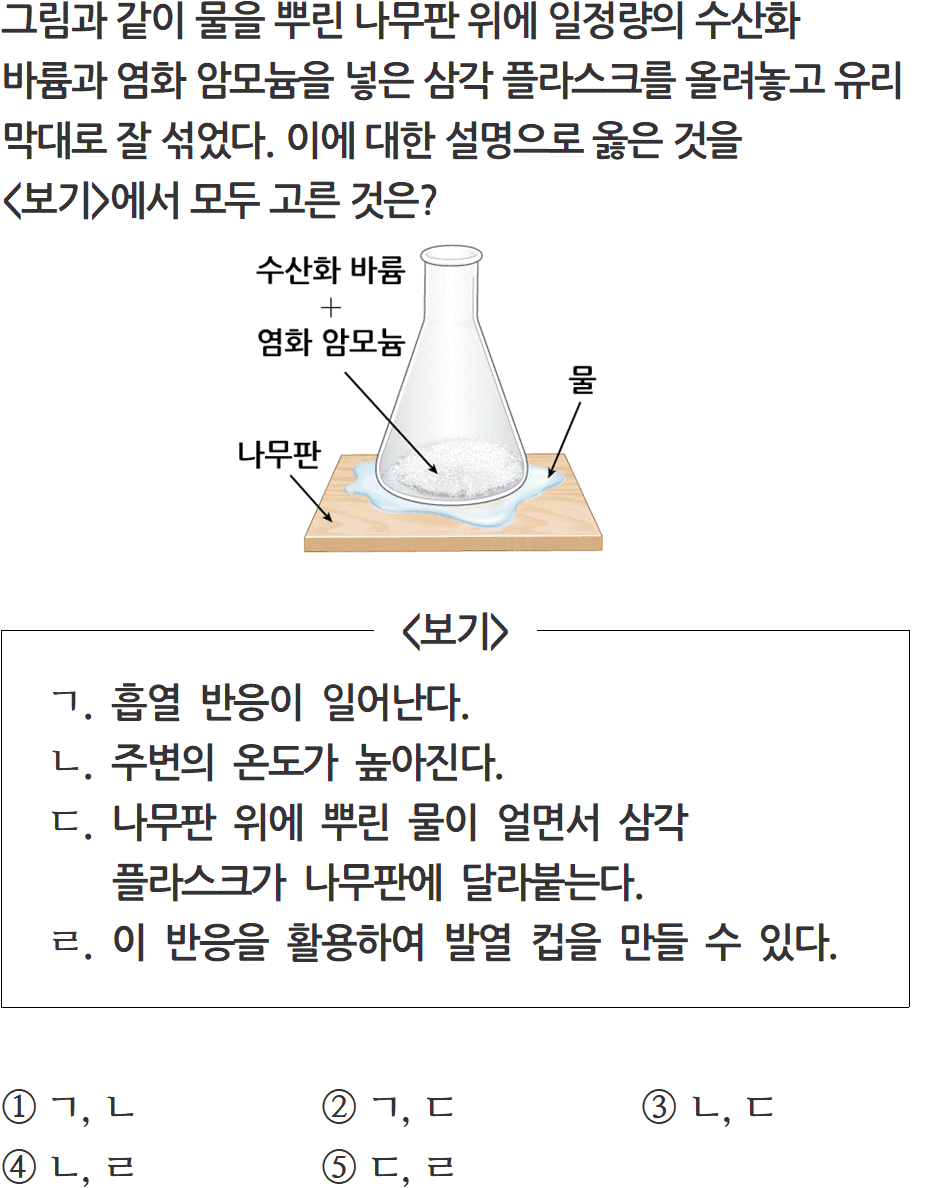 그림과 같이 물을 뿌린 나무판 위에 일정량의 수산화
바륨과 염화 암모늄을 넣은 삼각 플라스크를 올려놓고 유리
막대로 잘 섞었다. 이에 대한 설명으로 옳은 것을
<보기>에서 모두 고른 것은?
수산화 바륨
+
염화 암모늄
물
나무판
<보기>
ㄱ. 흡열 반응이 일어난다.
ㄴ. 주변의 온도가 높아진다.
ㄷ. 나무판 위에 뿌린 물이 얼면서 삼각
플라스크가 나무판에 달라붙는다.
ㄹ. 이 반응을 활용하여 발열 컵을 만들 수 있다.
① ㄱ, ㄴ ② ㄱ, ㄷ ③ ㄴ, ㄷ
④ ㄴ, ㄹ ⑤ ㄷ, ㄹ